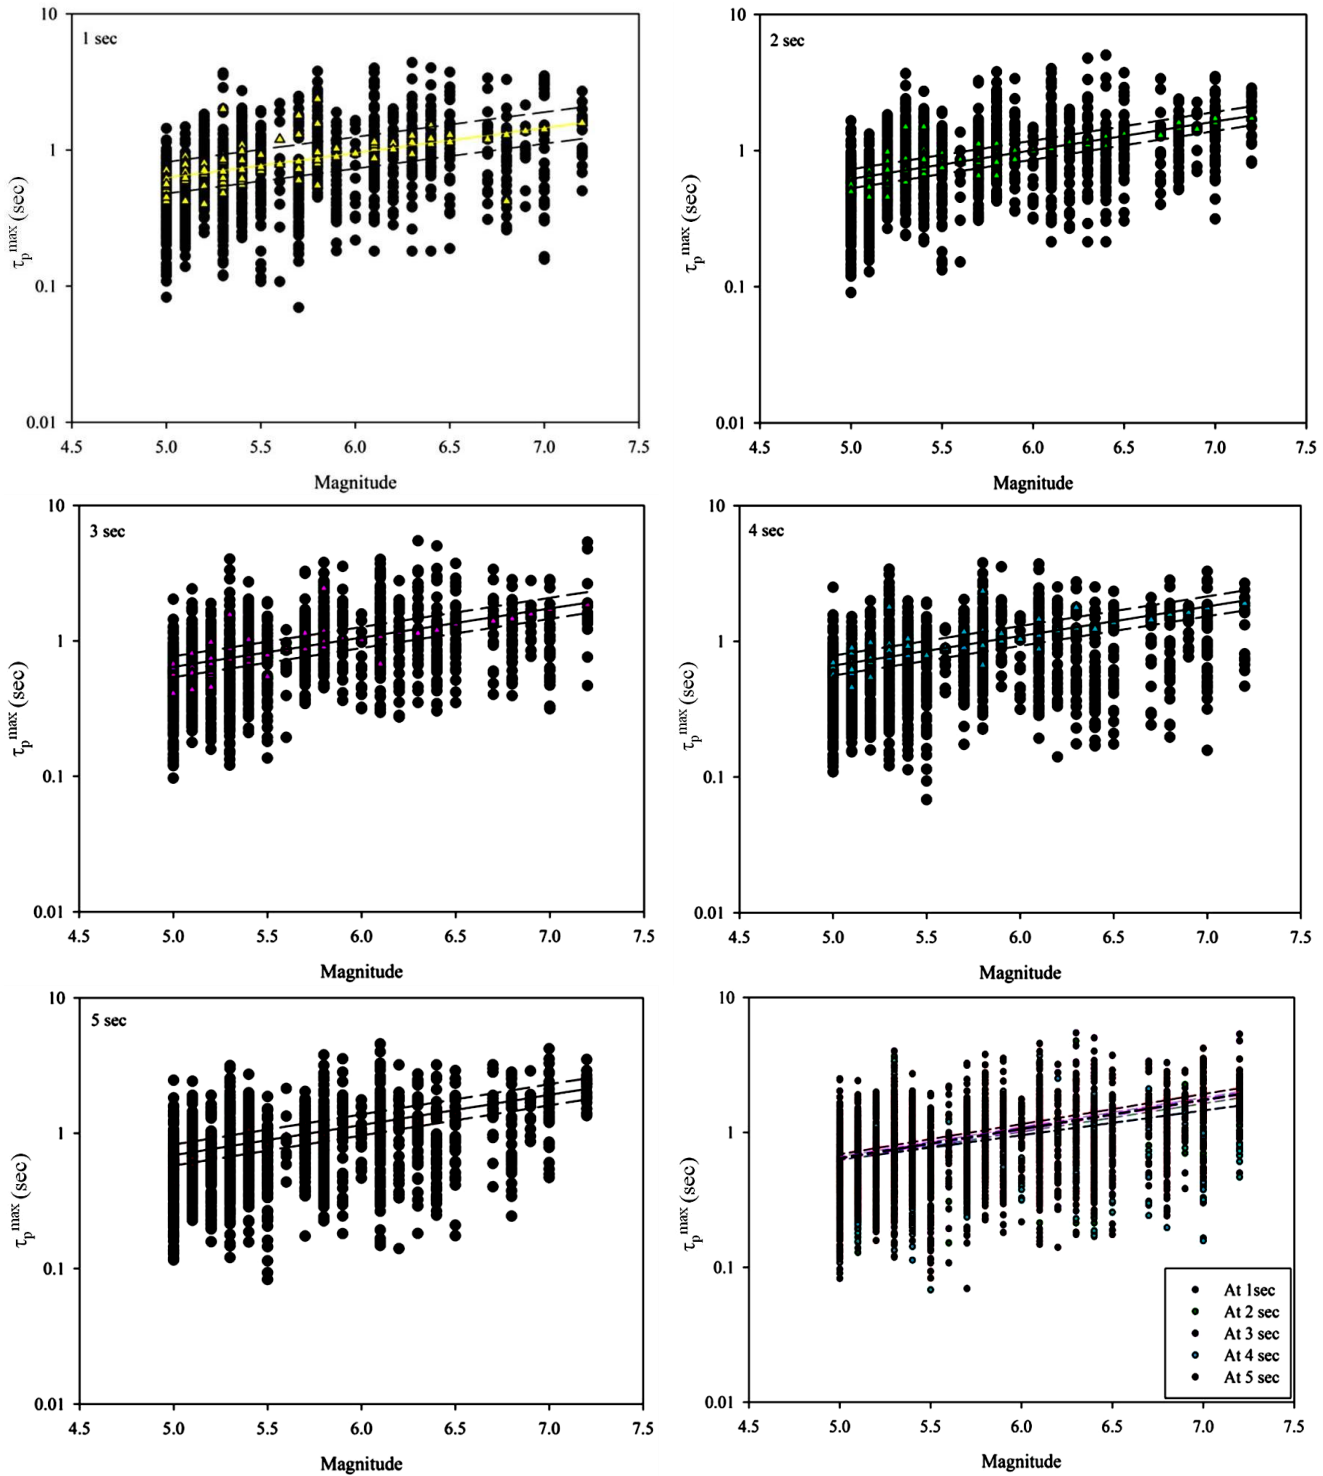 1 sec
10
1
0.1
0.01
τp max (sec)
4.5 5.0 5.5 6.0 6.5 7.0 7.5
Magnitude
2 sec
10
1
0.1
0.01
τp max (sec)
4.5 5.0 5.5 6.0 6.5 7.0 7.5
Magnitude
3 sec
10
1
0.1
0.01
τp max (sec)
4.5 5.0 5.5 6.0 6.5 7.0 7.5
Magnitude
4 sec
10
1
0.1
0.01
τp max (sec)
4.5 5.0 5.5 6.0 6.5 7.0 7.5
Magnitude
5 sec
10
1
0.1
0.01
τp max (sec)
4.5 5.0 5.5 6.0 6.5 7.0 7.5
Magnitude
10
1
0.1
0.01
τp max (sec)
4.5 5.0 5.5 6.0 6.5 7.0 7.5
Magnitude
At 1sec
At 2 sec
At 3 sec
At 4 sec
At 5 sec